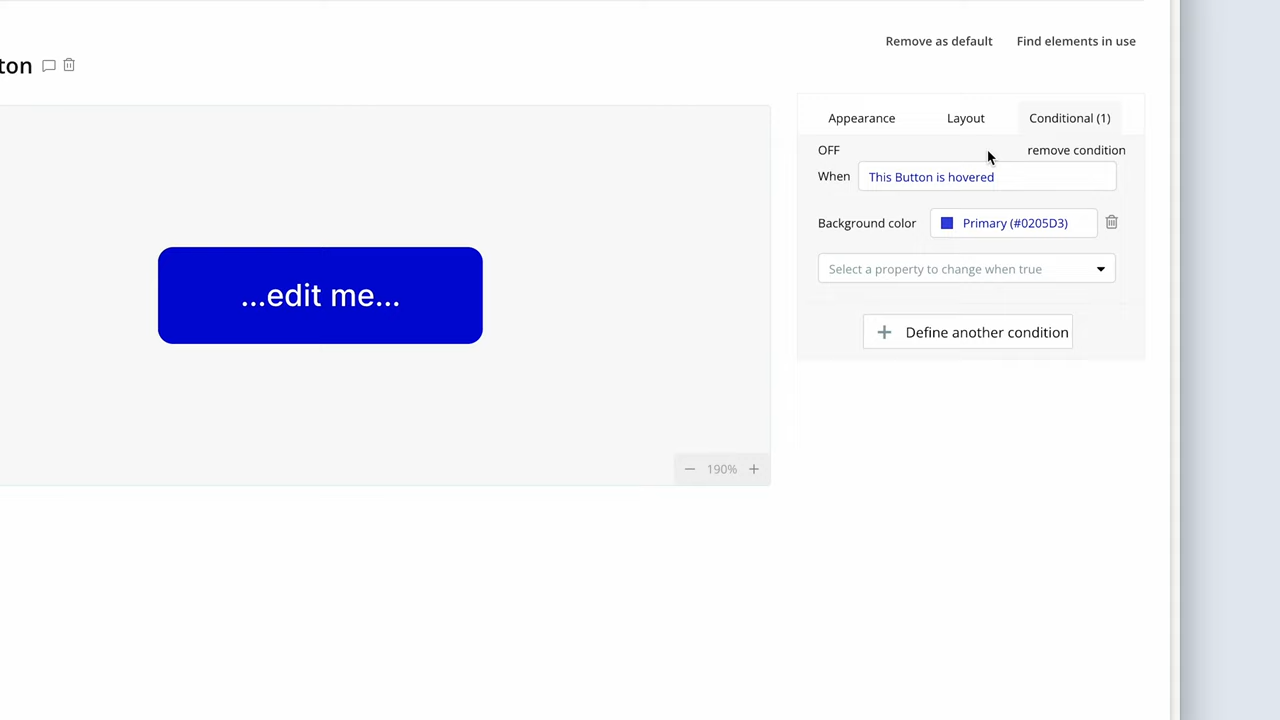 Remove as default Find elements in use
ton
Appearance Layout Conditional (1)
OFF remove condition
When This Button is hovered
Background color Primary (#0205D3)
Select a property to change when true
Define another condition
...edit me...
190%